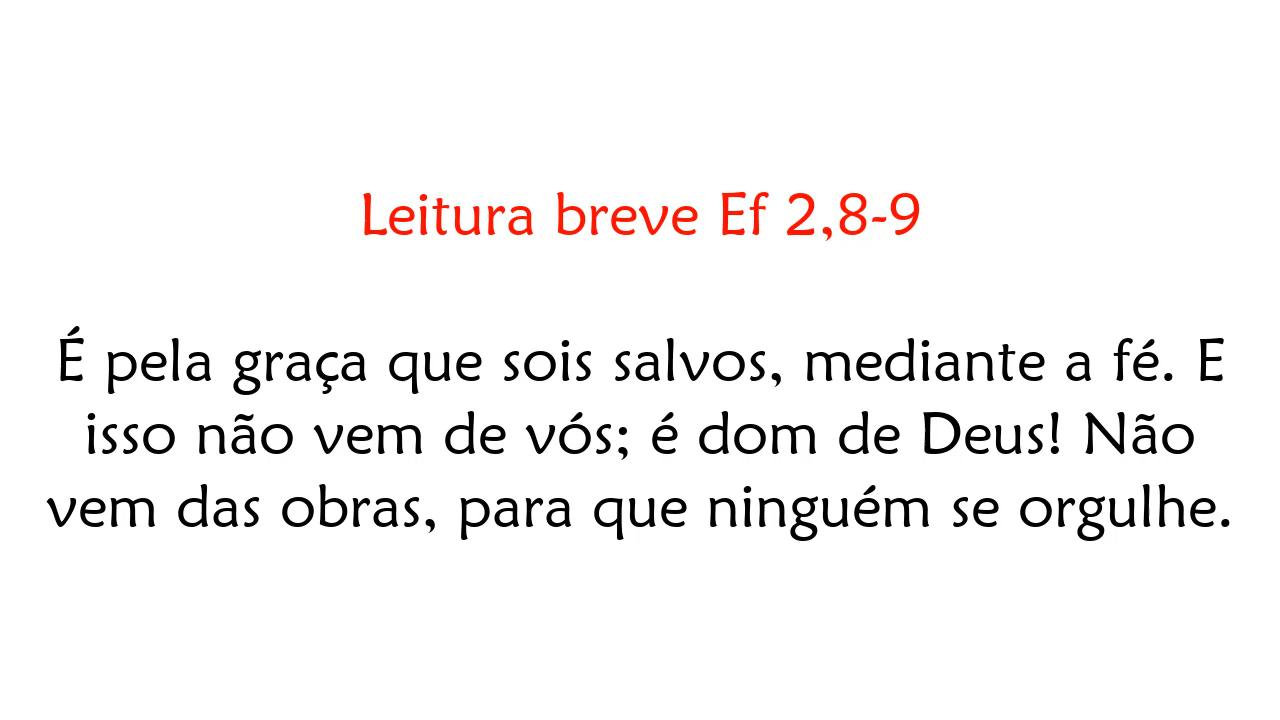 Leitura breve Ef 2,8-9
É pela graça que sois salvos, mediante a fé. E
isso não vem de vós; é dom de Deus! Não
vem das obras, para que ninguém se orgulhe.